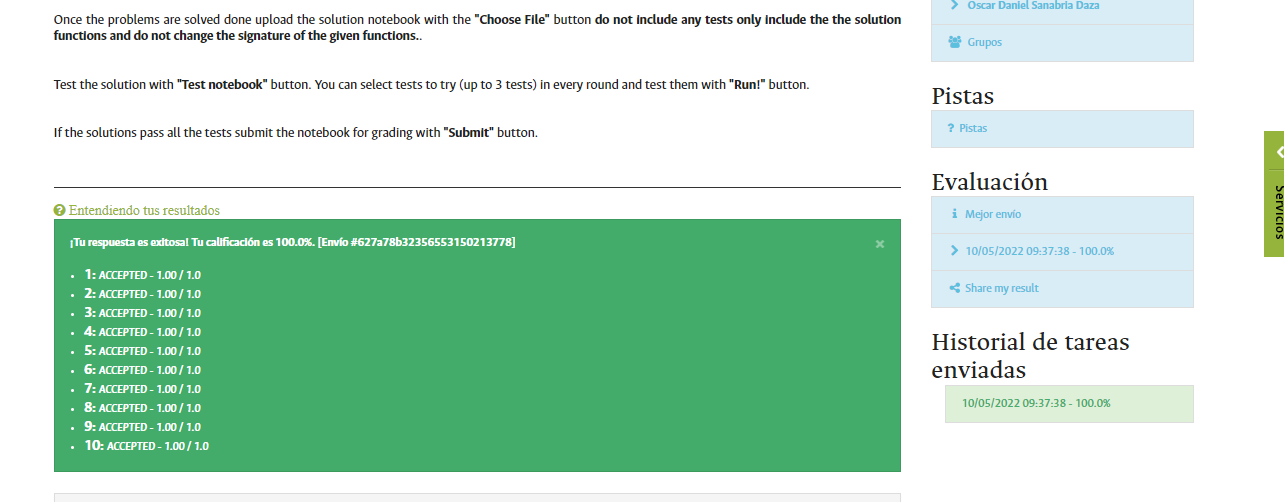 Once the problems are solved done upload the solution notebook with the "Choose File" button do not include any tests only include the the solution
functions and do not change the signature of the given functions..
Test the solution with "Test notebook" button. You can select tests to try (up to 3 tests) in every round and test them with "Run!" button.
If the solutions pass all the tests submit the notebook for grading with "Submit" button.
Entendiendo tus resultados
¡Tu respuesta es exitosa! Tu calificación es 100.0%. [Envío #627a78b32356553150213778]
×
• 1: ACCEPTED - 1.00 / 1.0
• 2: ACCEPTED - 1.00 / 1.0
• 3: ACCEPTED - 1.00 / 1.0
• 4: ACCEPTED - 1.00 / 1.0
• 5: ACCEPTED - 1.00 / 1.0
• 6: ACCEPTED - 1.00 / 1.0
• 7: ACCEPTED - 1.00 / 1.0
• 8: ACCEPTED - 1.00 / 1.0
• 9: ACCEPTED - 1.00 / 1.0
• 10: ACCEPTED - 1.00 / 1.0
Oscar Daniel Sanabria Daza
Grupos
Pistas
? Pistas
Evaluación
Mejor envío
10/05/2022 09:37:38 - 100.0%
Share my result
Historial de tareas
enviadas
10/05/2022 09:37:38 - 100.0%
Servicios